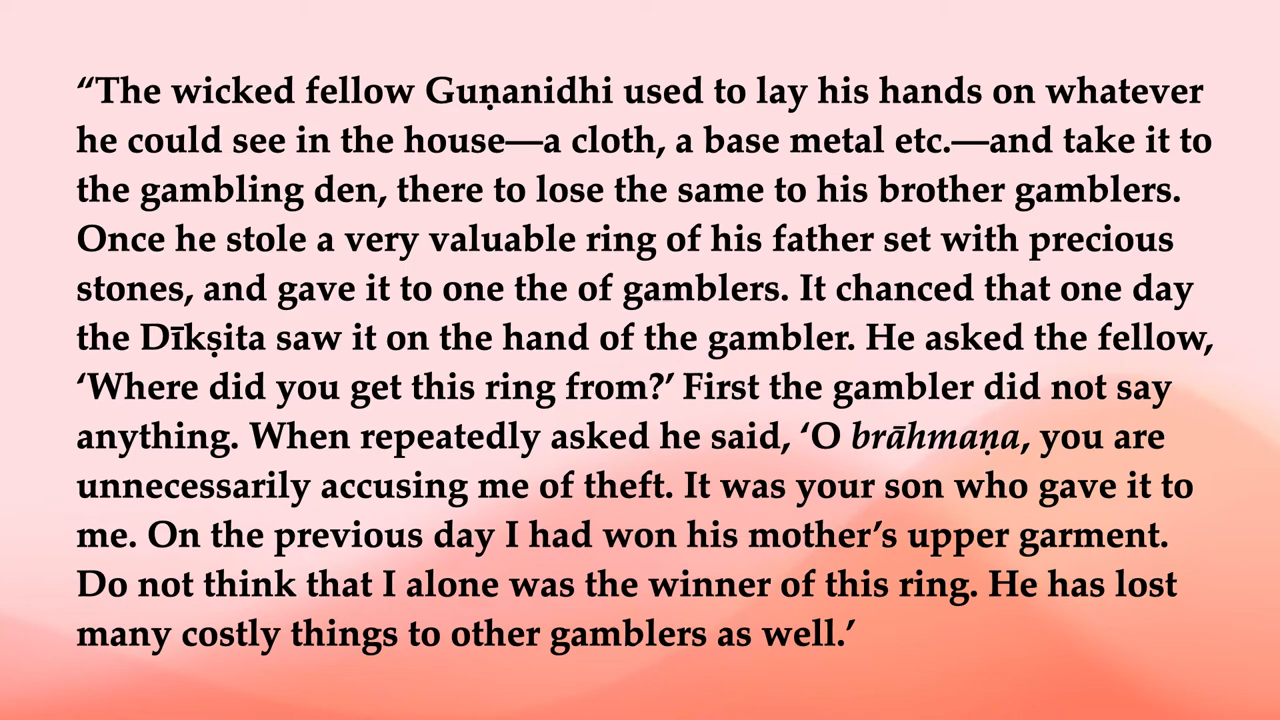 “The wicked fellow Guṇanidhi used to lay his hands on whatever
he could see in the house—a cloth, a base metal etc.—and take it to
the gambling den, there to lose the same to his brother gamblers.
Once he stole a very valuable ring of his father set with precious
stones, and gave it to one the of gamblers. It chanced that one day
the Dīkṣita saw it on the hand of the gambler. He asked the fellow,
‘Where did you get this ring from?’ First the gambler did not say
anything. When repeatedly asked he said, ‘O brāhmaṇa, you are
unnecessarily accusing me of theft. It was your son who gave it to
me. On the previous day I had won his mother’s upper garment.
Do not think that I alone was the winner of this ring. He has lost
many costly things to other gamblers as well.’